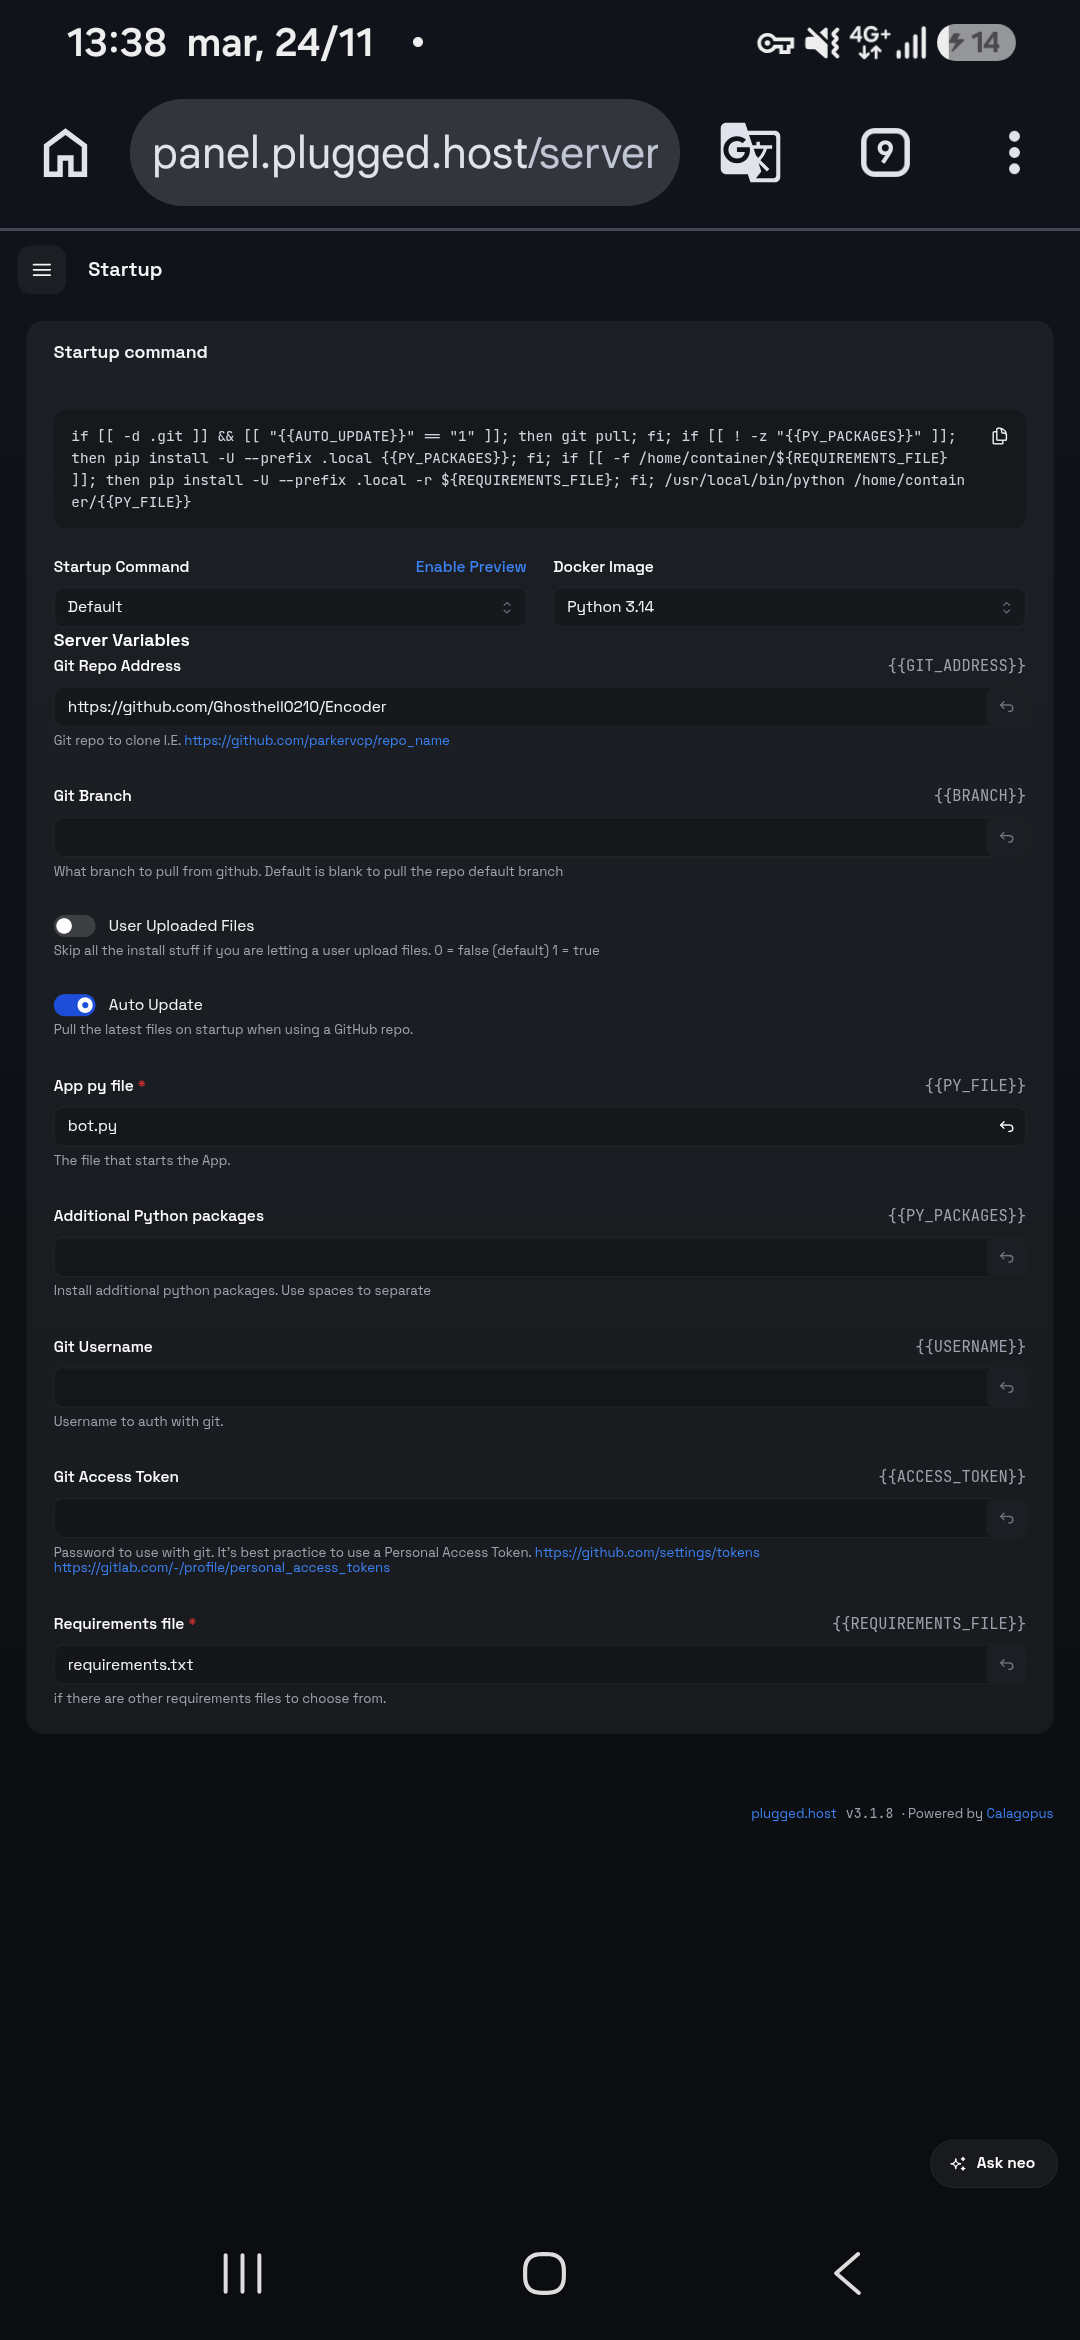 13:38 mar, 24/11 •
4G+ 14
panel.plugged.host/server
9
Startup
Startup command
if [[ -d .git ]] && [[ "{{AUTO_UPDATE}}" == "1" ]]; then git pull; fi; if [[ ! -z "{{PY_PACKAGES}}" ]];
then pip install -U --prefix .local {{PY_PACKAGES}}; fi; if [[ -f /home/container/${REQUIREMENTS_FILE}
]]; then pip install -U --prefix .local -r ${REQUIREMENTS_FILE}; fi; /usr/local/bin/python /home/contain
er/{{PY_FILE}}
Startup Command Enable Preview Docker Image
Default Python 3.14
Server Variables
Git Repo Address {{GIT_ADDRESS}}
https://github.com/Ghosthell0210/Encoder
Git repo to clone I.E. https://github.com/parkervcp/repo_name
Git Branch {{BRANCH}}
What branch to pull from github. Default is blank to pull the repo default branch
User Uploaded Files
Skip all the install stuff if you are letting a user upload files. 0 = false (default) 1 = true
Auto Update
Pull the latest files on startup when using a GitHub repo.
App py file * {{PY_FILE}}
bot.py
The file that starts the App.
Additional Python packages {{PY_PACKAGES}}
Install additional python packages. Use spaces to separate
Git Username {{USERNAME}}
Username to auth with git.
Git Access Token {{ACCESS_TOKEN}}
Password to use with git. It's best practice to use a Personal Access Token. https://github.com/settings/tokens
https://gitlab.com/-/profile/personal_access_tokens
Requirements file * {{REQUIREMENTS_FILE}}
requirements.txt
if there are other requirements files to choose from.
plugged.host v3.1.8 · Powered by Calagopus
Ask neo